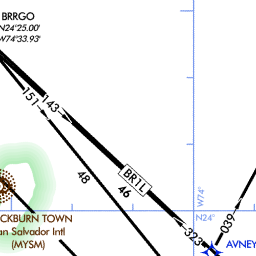 BRRGO
N24°25.00'
W74°33.93'
151
143
BR1L
48
46
W74°
N24°
039
323
CKBURN TOWN
an Salvador Intl
(MYSM)
AVNEY